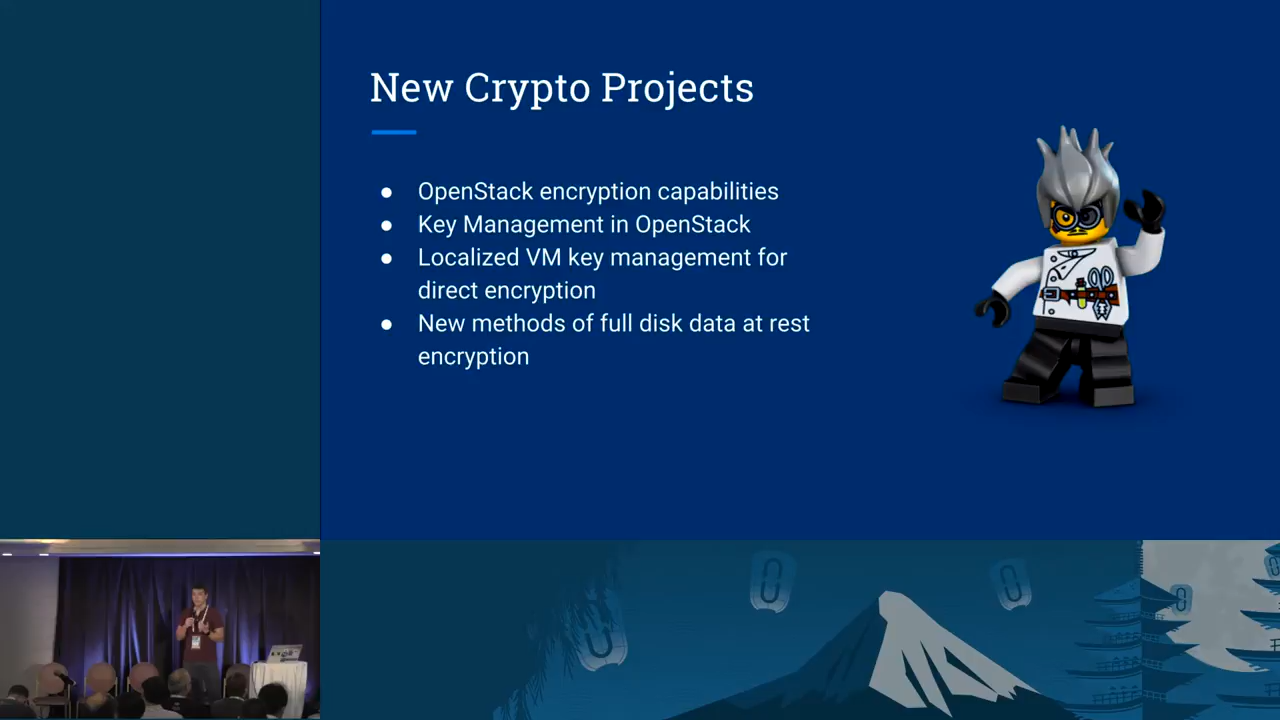 New Crypto Projects
● OpenStack encryption capabilities
● Key Management in OpenStack
● Localized VM key management for
direct encryption
● New methods of full disk data at rest
encryption